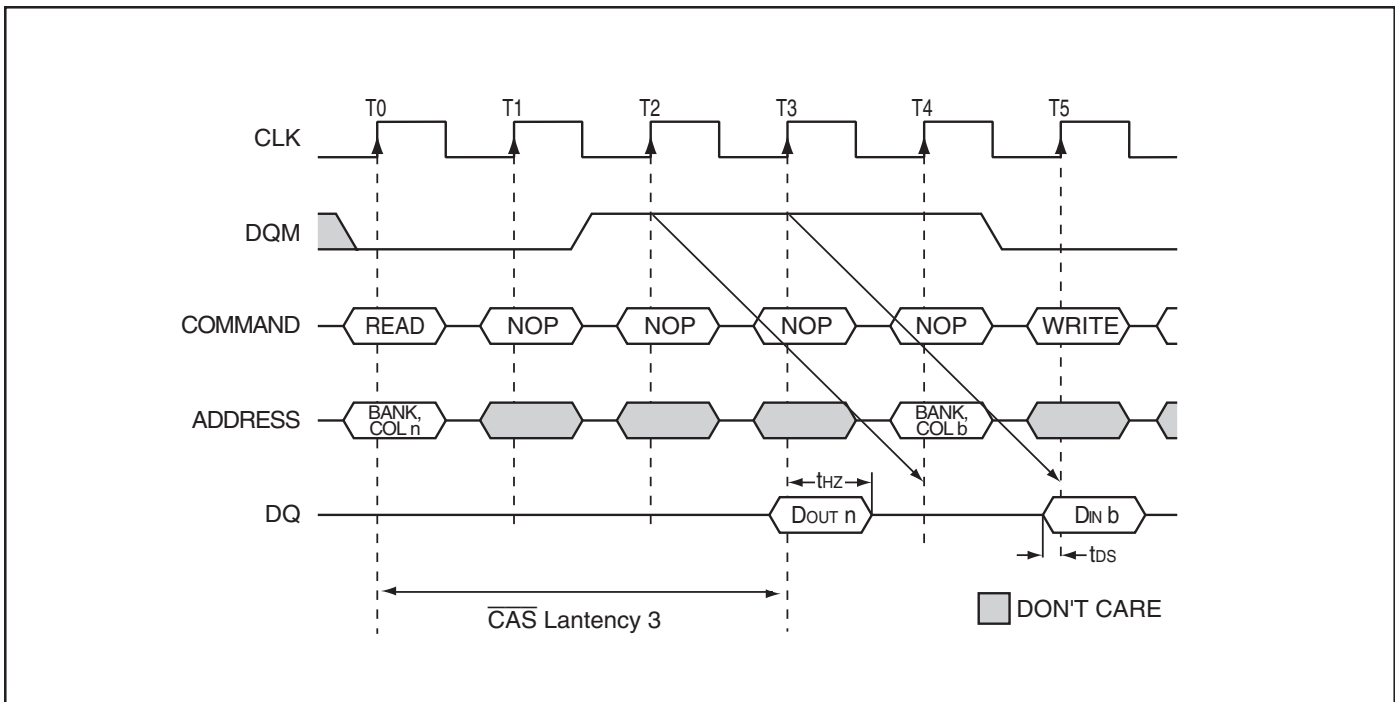 T0 T1 T2 T3 T4 T5
CLK
DQM
COMMAND READ NOP NOP NOP NOP WRITE
ADDRESS BANK, COL n BANK, COL b
tHZ
DQ DOUT n DIN b
tDS
CAS Lantency 3
DON'T CARE